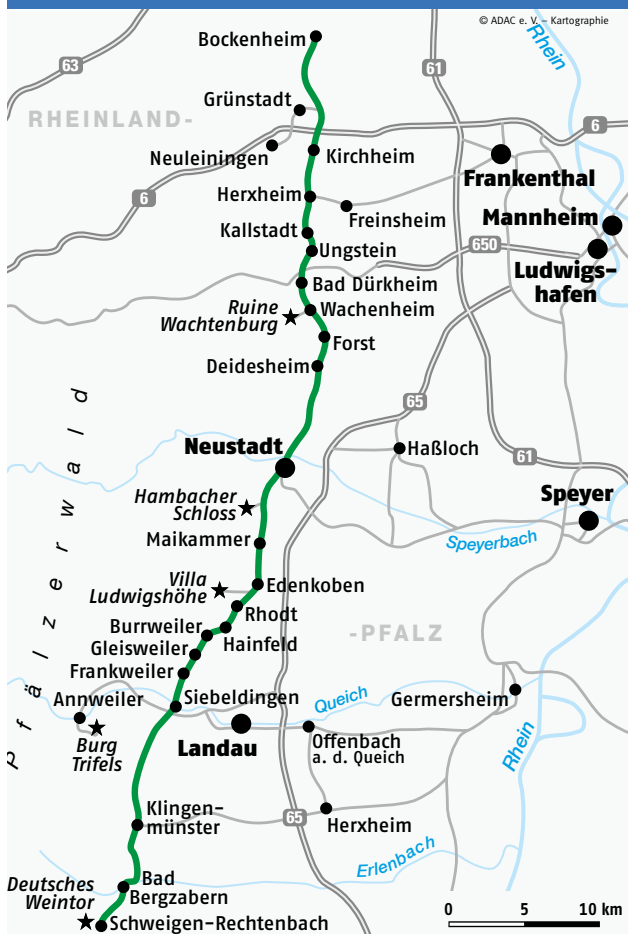 © ADAC e. V. – Kartographie
Bockenheim
Rhein
63
61
Grünstadt
RHEINLAND-
6
Neuleiningen
Kirchheim
Frankenthal
Herxheim
6
Freinsheim
Mannheim
Kallstadt
Ungstein
650
Ludwigs-
hafen
Bad Dürkheim
Ruine
Wachtenburg
Wachenheim
Forst
Deidesheim
65
Pfälzerwald
Neustadt
Haßloch
61
Hambacher
Schloss
Speyer
Maikammer
Speyerbach
Villa
Ludwigshöhe
Edenkoben
Rhodt
Burrweiler
-PFALZ
Hainfeld
Gleisweiler
Frankweiler
Annweiler
Siebeldingen
Queich
Germersheim
Burg
Trifels
Landau
Offenbach
a. d. Queich
Rhein
Klingen-
münster
65
Herxheim
Erlenbach
Deutsches
Weintor
Bad
Bergzabern
Schweigen-Rechtenbach
0 5 10 km